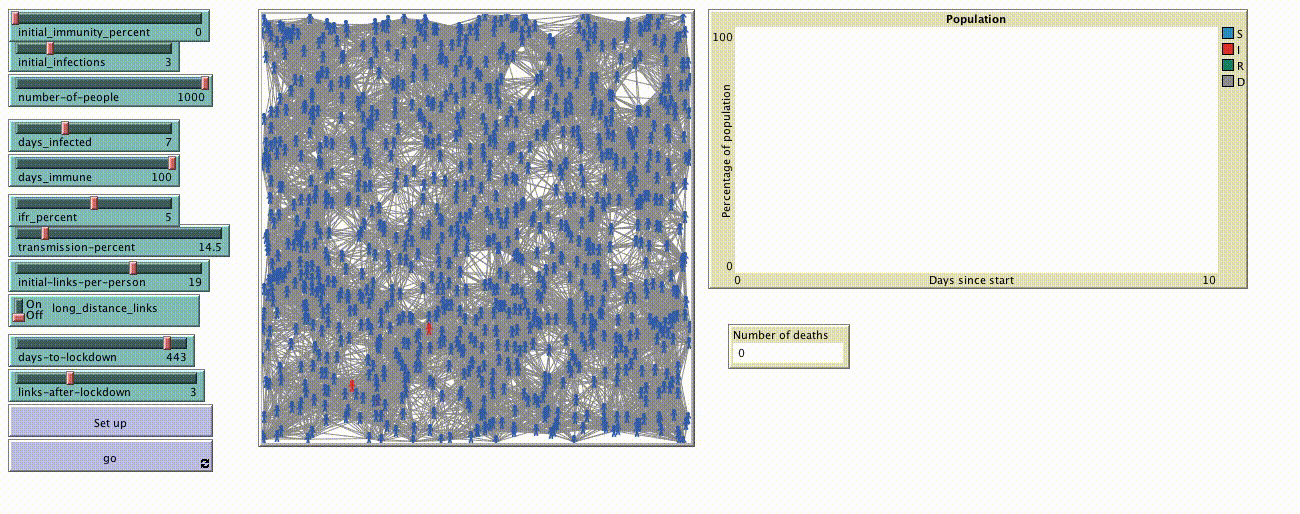 initial_immunity_percent 0
initial_infections 3
number-of-people 1000
days_infected 7
days_immune 100
ifr_percent 5
transmission-percent 14.5
initial-links-per-person 19
On
Off long_distance_links
days-to-lockdown 443
links-after-lockdown 3
Set up
go
Population
100
Percentage of population
0
0 Days since start 10
S
I
R
D
Number of deaths
0